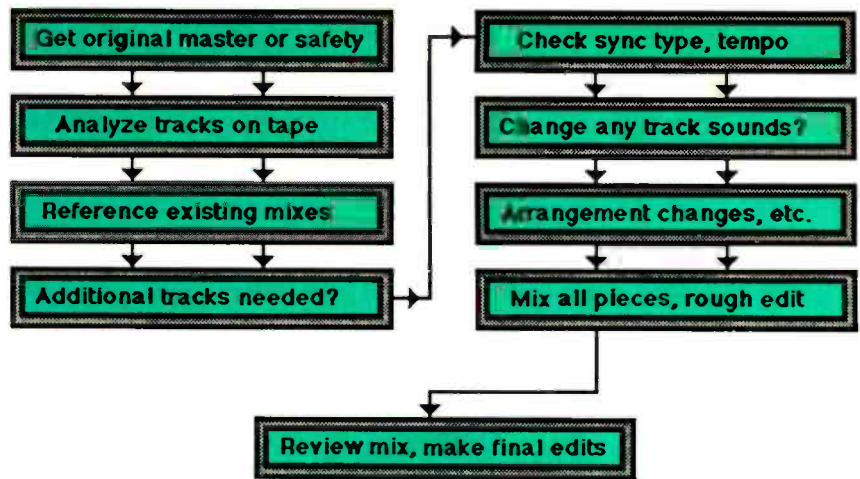 Get original master or safety
Analyze tracks on tape
Reference existing mixes
Additional tracks needed?
Check sync type, tempo
Change any track sounds?
Arrangement changes, etc.
Mix all pieces, rough edit
Review mix, make final edits